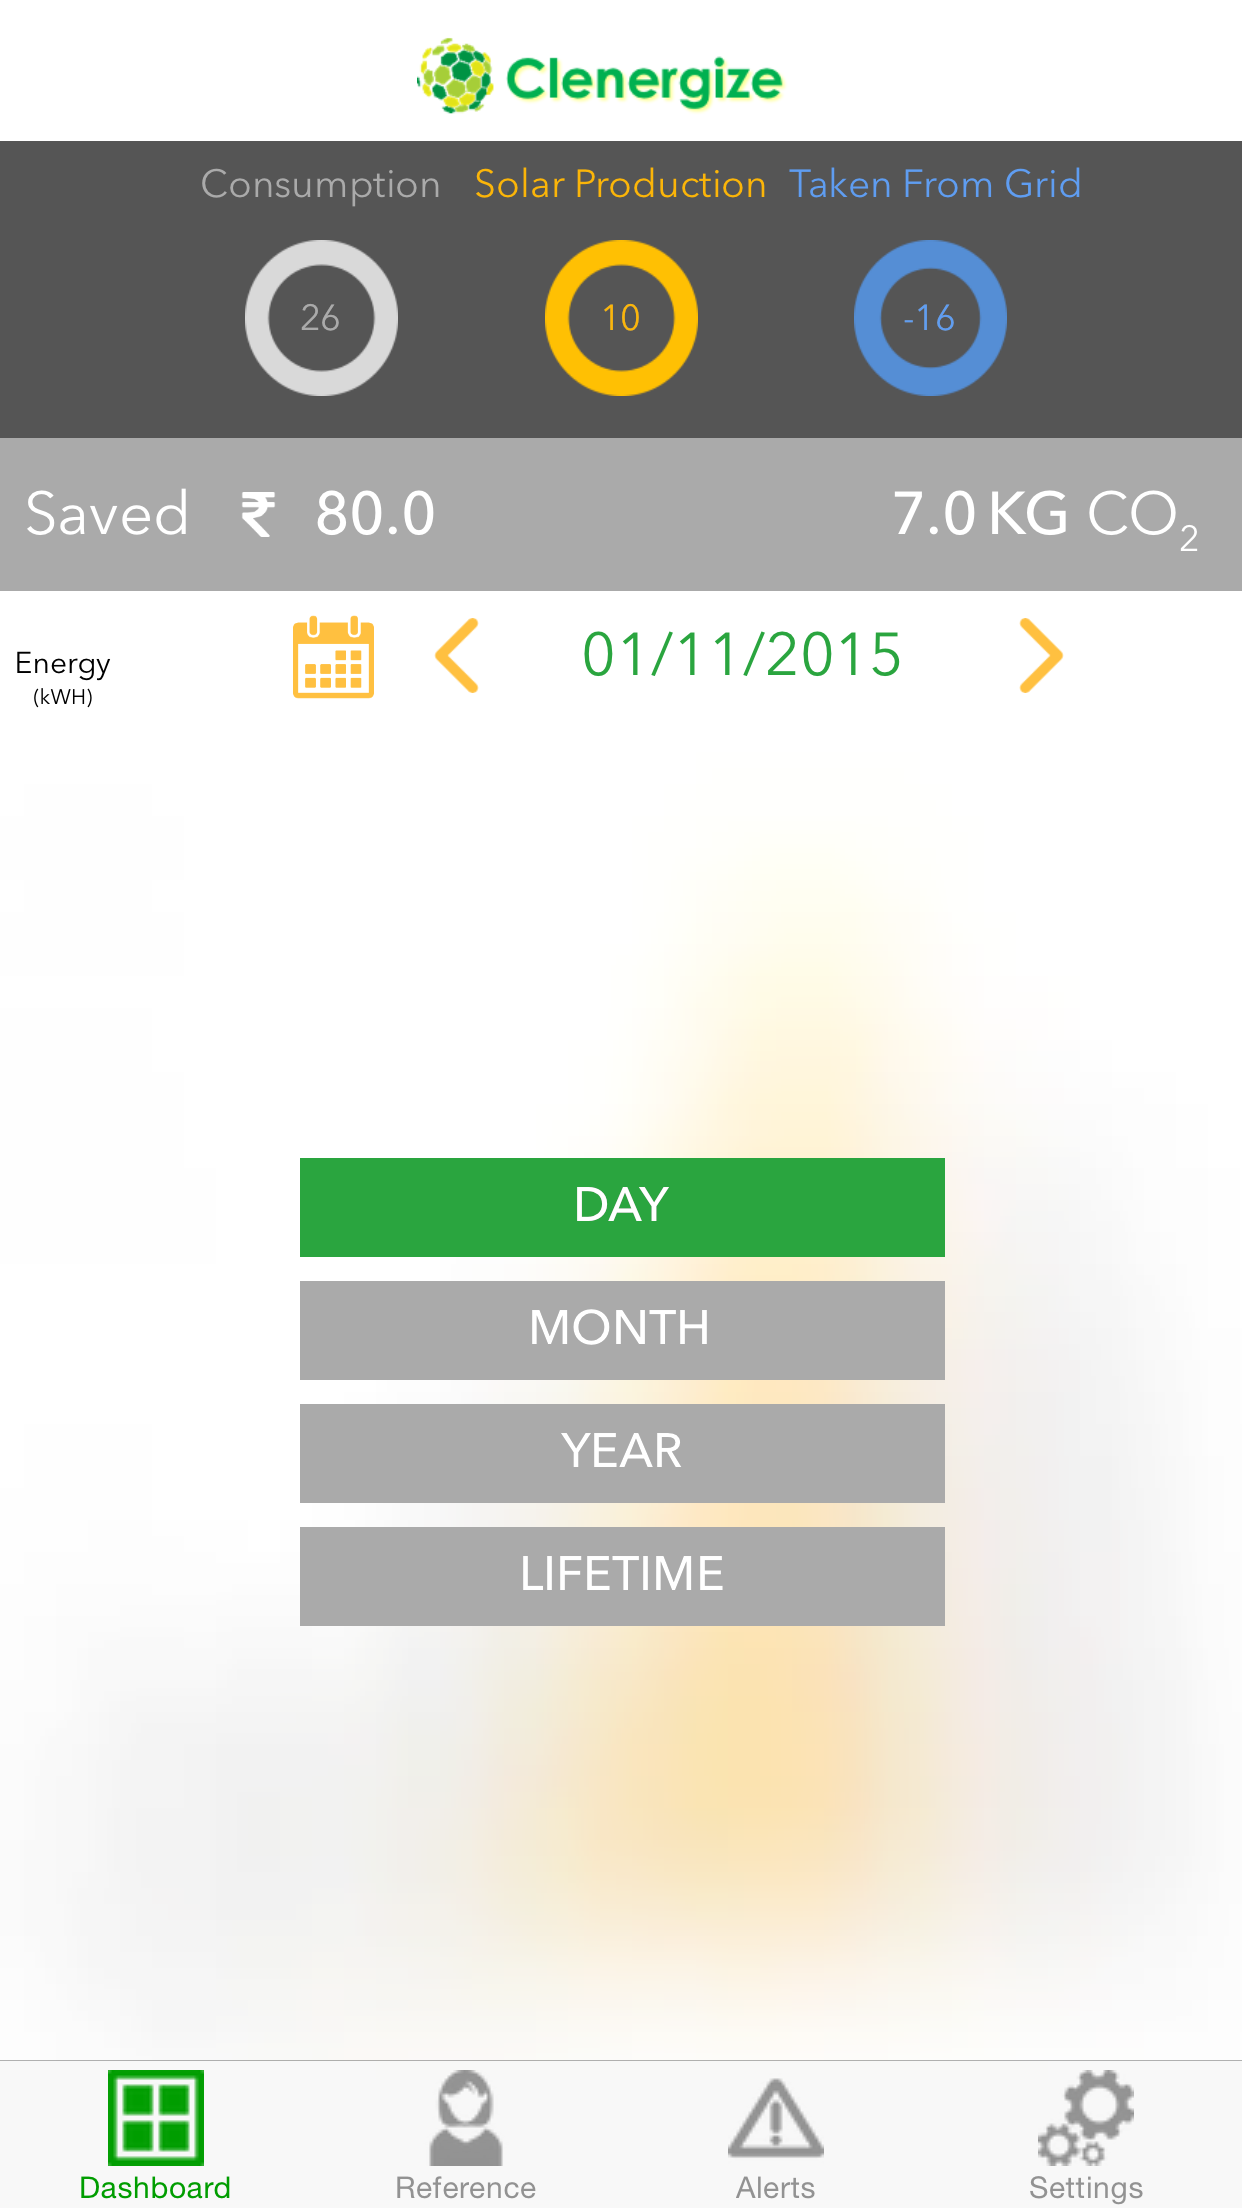 Clenergize
Consumption Solar Production Taken From Grid
26 10 -16
Saved ₹ 80.0 7.0 KG CO₂
01/11/2015
Energy
(kWH)
DAY
MONTH
YEAR
LIFETIME
Dashboard Reference Alerts Settings